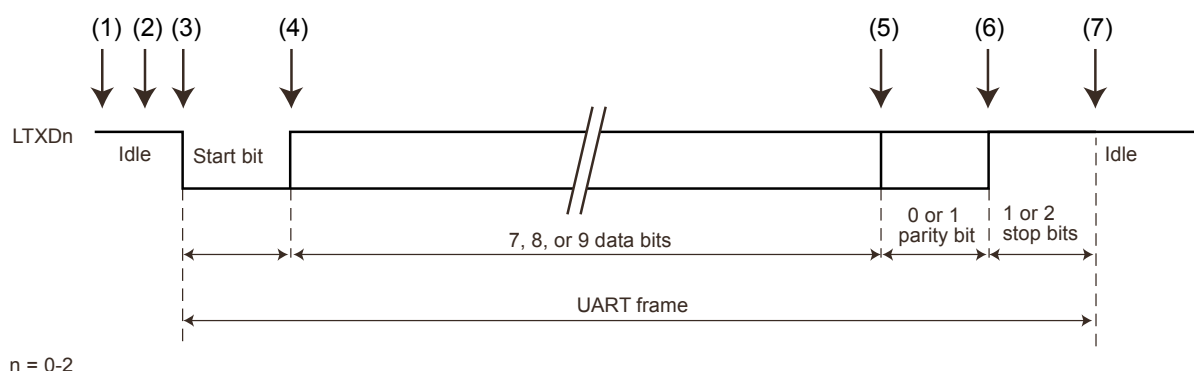 (1) (2) (3) (4) (5) (6) (7)
LTXDn
Idle Start bit Idle
7, 8, or 9 data bits
0 or 1
parity bit
1 or 2
stop bits
UART frame
n = 0-2